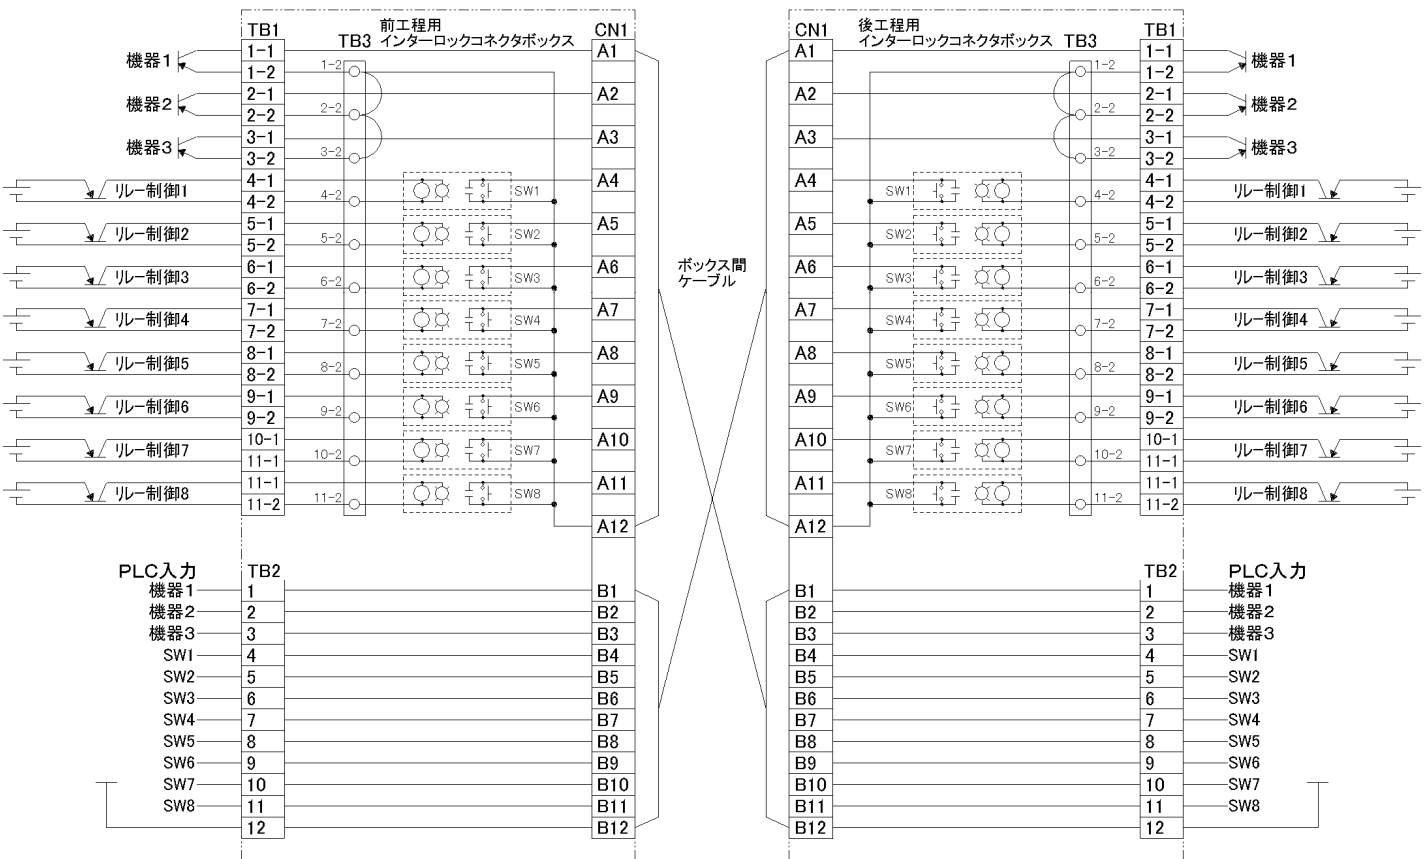 前工程用
インターロックコネクタボックス
TB1
TB3
CN1
機器1
機器2
機器3
リレー制御1
リレー制御2
リレー制御3
リレー制御4
リレー制御5
リレー制御6
リレー制御7
リレー制御8
1-1
1-2
2-1
2-2
3-1
3-2
4-1
4-2
5-1
5-2
6-1
6-2
7-1
7-2
8-1
8-2
9-1
9-2
10-1
11-1
11-1
11-2
1-2
2-2
3-2
4-2
5-2
6-2
7-2
8-2
9-2
10-2
11-2
SW1
SW2
SW3
SW4
SW5
SW6
SW7
SW8
A1
A2
A3
A4
A5
A6
A7
A8
A9
A10
A11
A12
PLC入力
TB2
機器1 1 B1
機器2 2 B2
機器3 3 B3
SW1 4 B4
SW2 5 B5
SW3 6 B6
SW4 7 B7
SW5 8 B8
SW6 9 B9
SW7 10 B10
SW8 11 B11
12 B12
ボックス間
ケーブル
後工程用
インターロックコネクタボックス
CN1
TB3
TB1
A1
A2
A3
A4
A5
A6
A7
A8
A9
A10
A11
A12
SW1
SW2
SW3
SW4
SW5
SW6
SW7
SW8
1-2
2-2
3-2
4-2
5-2
6-2
7-2
8-2
9-2
10-2
11-2
1-1
1-2
2-1
2-2
3-1
3-2
4-1
4-2
5-1
5-2
6-1
6-2
7-1
7-2
8-1
8-2
9-1
9-2
10-1
11-1
11-1
11-2
機器1
機器2
機器3
リレー制御1
リレー制御2
リレー制御3
リレー制御4
リレー制御5
リレー制御6
リレー制御7
リレー制御8
TB2
PLC入力
B1 1 機器1
B2 2 機器2
B3 3 機器3
B4 4 SW1
B5 5 SW2
B6 6 SW3
B7 7 SW4
B8 8 SW5
B9 9 SW6
B10 10 SW7
B11 11 SW8
B12 12